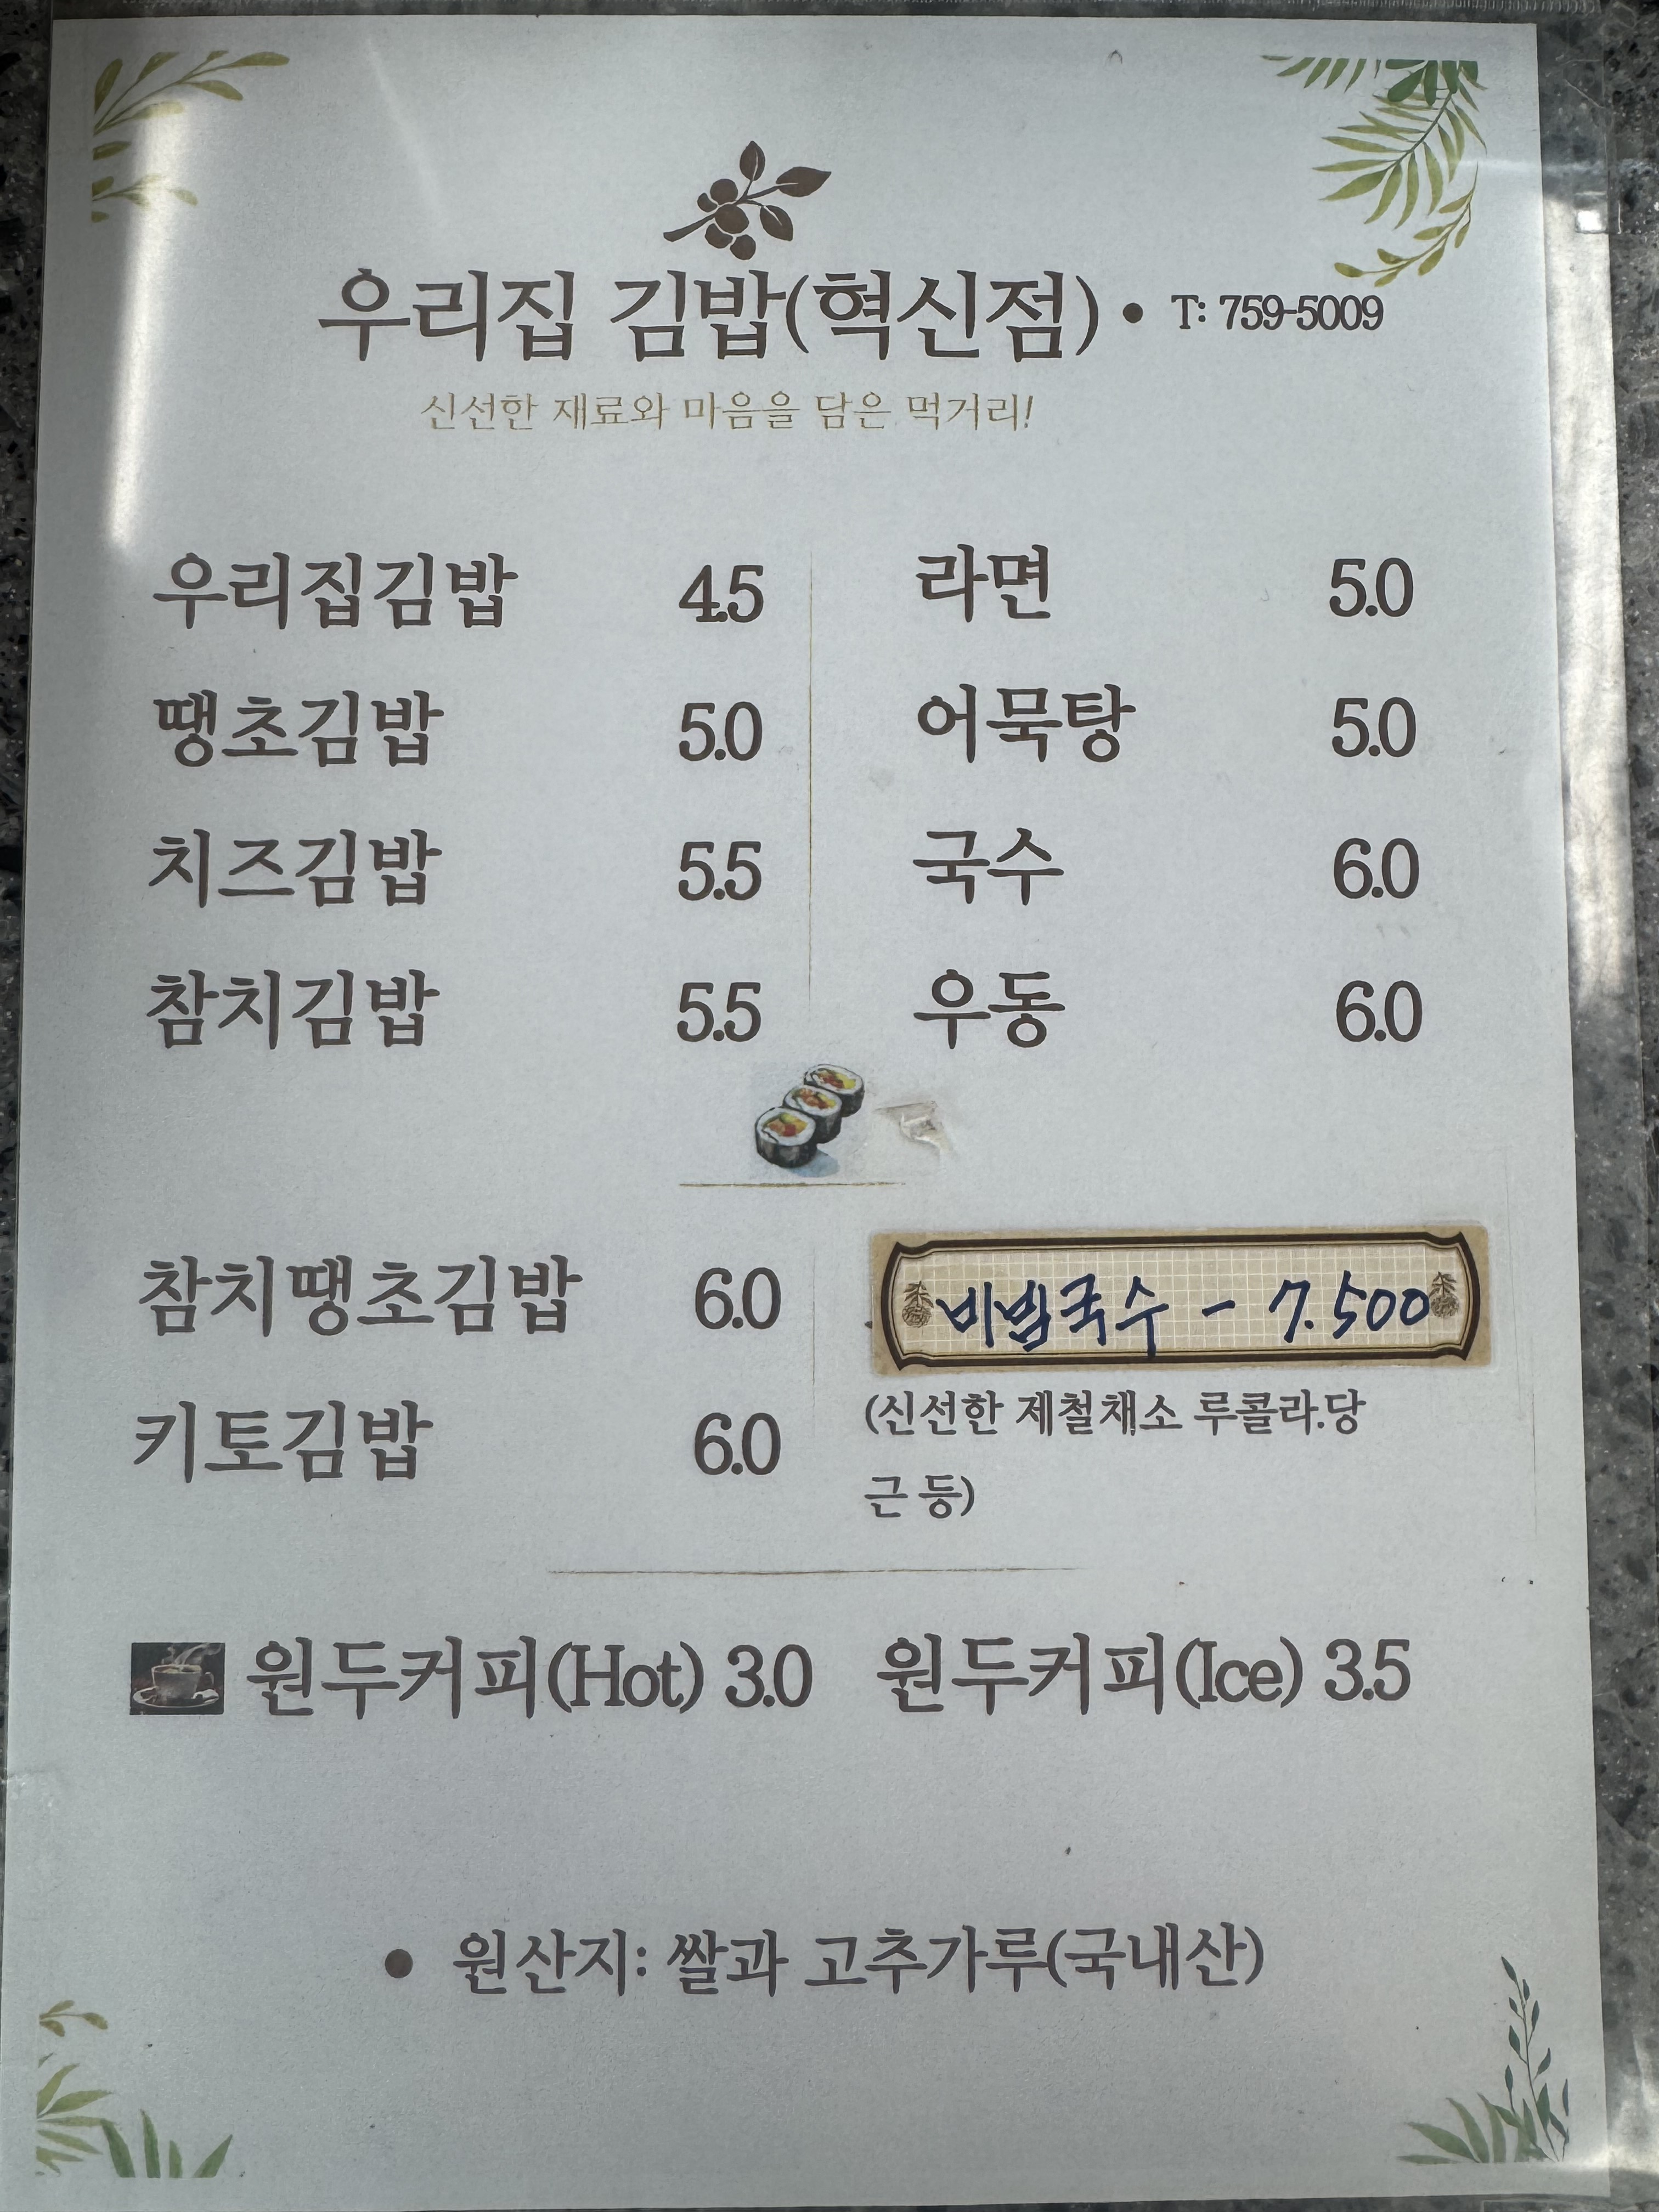 우리집 김밥(혁신점) • T: 759-5009
신선한 재료와 마음을 담은 먹거리!
우리집김밥 4.5
땡초김밥 5.0
치즈김밥 5.5
참치김밥 5.5
라면 5.0
어묵탕 5.0
국수 6.0
우동 6.0
참치땡초김밥 6.0
키토김밥 6.0
비빔국수 - 7.500
(신선한 제철채소 루콜라.당
근 등)
원두커피(Hot) 3.0 원두커피(Ice) 3.5
• 원산지: 쌀과 고추가루(국내산)